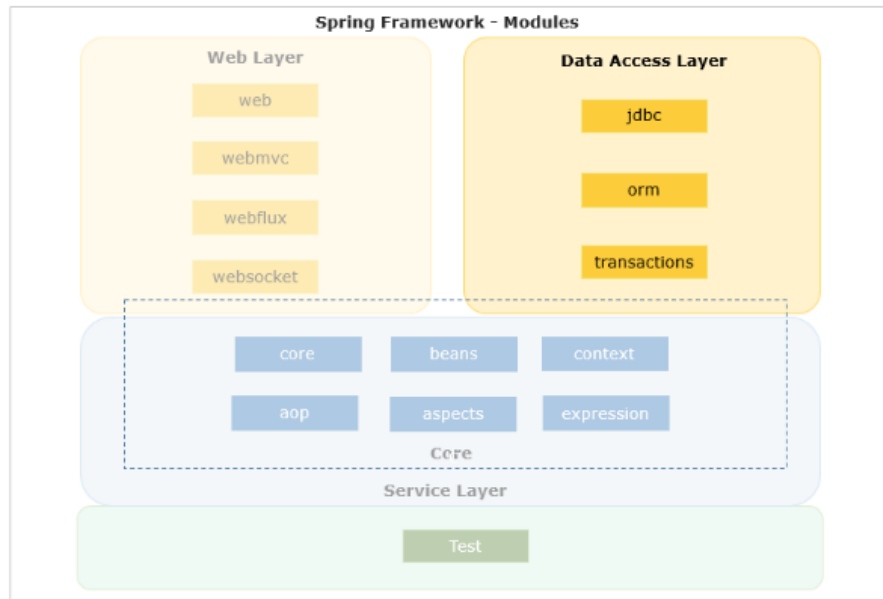 Spring Framework - Modules
Web Layer
web
webmvc
webflux
websocket
Data Access Layer
jdbc
orm
transactions
core
beans
context
aop
aspects
expression
Core
Service Layer
Test